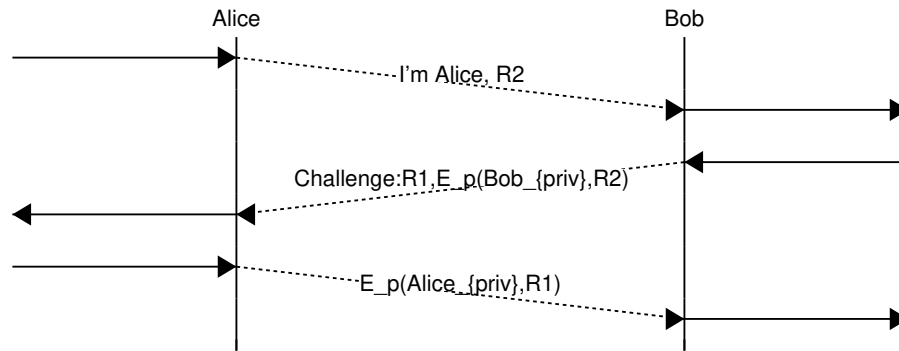 Alice
Bob
I'm Alice, R2
Challenge:R1,E_p(Bob_{priv},R2)
E_p(Alice_{priv},R1)